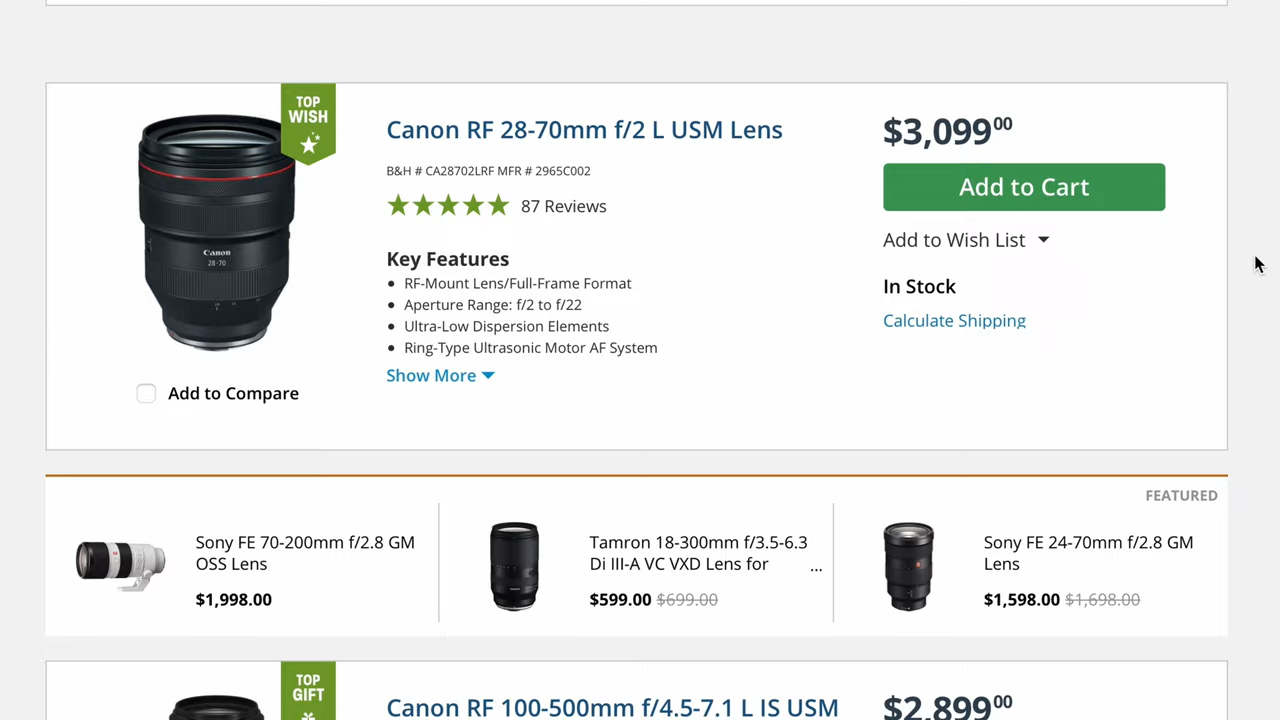 TOP
WISH
Canon
28-70
Add to Compare
Canon RF 28-70mm f/2 L USM Lens
B&H # CA28702LRF MFR # 2965C002
87 Reviews
Key Features
RF-Mount Lens/Full-Frame Format
Aperture Range: f/2 to f/22
Ultra-Low Dispersion Elements
Ring-Type Ultrasonic Motor AF System
Show More
$3,09900
Add to Cart
Add to Wish List
In Stock
Calculate Shipping
FEATURED
Sony FE 70-200mm f/2.8 GM
OSS Lens
$1,998.00
Tamron 18-300mm f/3.5-6.3
Di III-A VC VXD Lens for ...
$599.00 $699.00
Sony FE 24-70mm f/2.8 GM
Lens
$1,598.00 $1,698.00
TOP
GIFT
Canon RF 100-500mm f/4.5-7.1 L IS USM
$2,89900